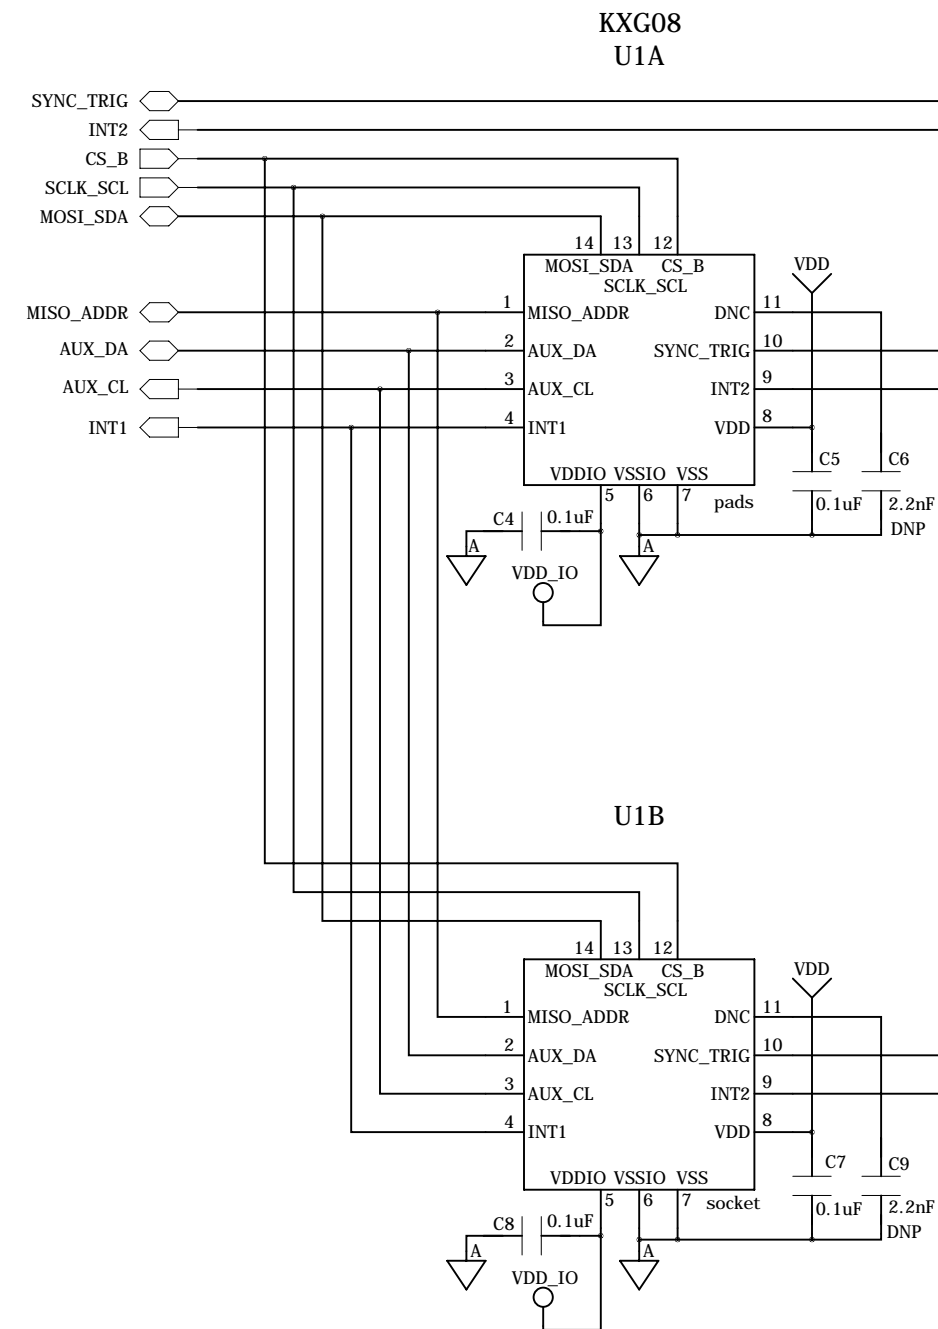 KXG08
U1A
SYNC_TRIG
INT2
CS_B
SCLK_SCL
MOSI_SDA
14 13 12
MOSI_SDA CS_B
SCLK_SCL
VDD
MISO_ADDR 1 MISO_ADDR DNC 11
AUX_DA 2 AUX_DA SYNC_TRIG 10
AUX_CL 3 AUX_CL INT2 9
INT1 4 INT1 VDD 8
VDDIO VSSIO VSS
C5 C6
5 6 7 pads
0.1uF 2.2nF
DNP
C4 0.1uF
A A
VDD_IO
U1B
14 13 12
MOSI_SDA CS_B
SCLK_SCL
VDD
1 MISO_ADDR DNC 11
2 AUX_DA SYNC_TRIG 10
3 AUX_CL INT2 9
4 INT1 VDD 8
VDDIO VSSIO VSS
C7 C9
5 6 7 socket
0.1uF 2.2nF
DNP
C8 0.1uF
A A
VDD_IO